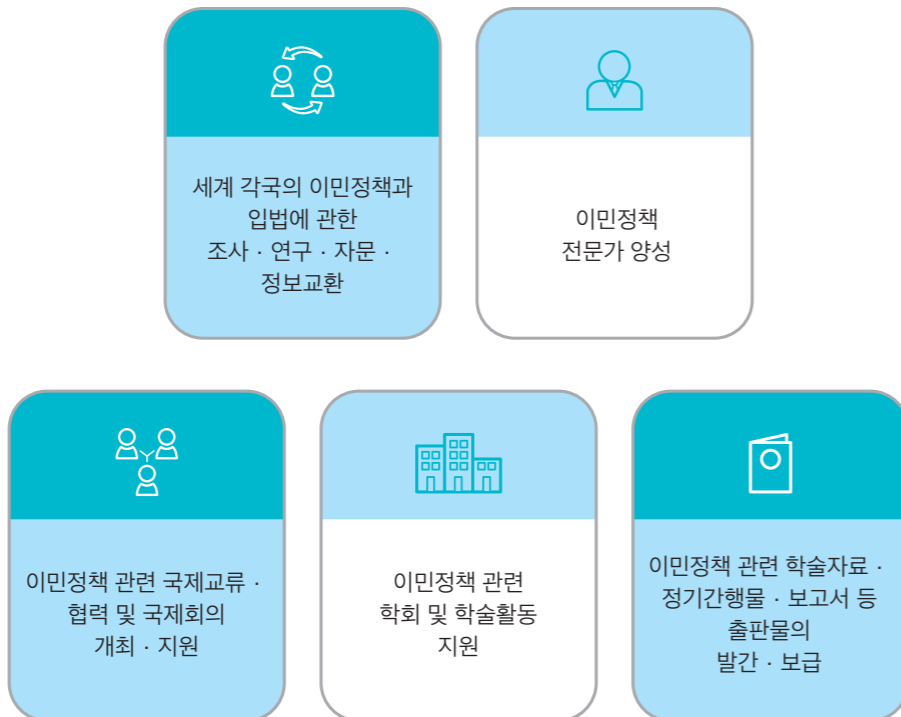 세계 각국의 이민정책과
입법에 관한
조사 · 연구 · 자문 ·
정보교환
이민정책
전문가 양성
이민정책 관련 국제교류 ·
협력 및 국제회의
개최 · 지원
이민정책 관련
학회 및 학술활동
지원
이민정책 관련 학술자료 ·
정기간행물 · 보고서 등
출판물의
발간 · 보급